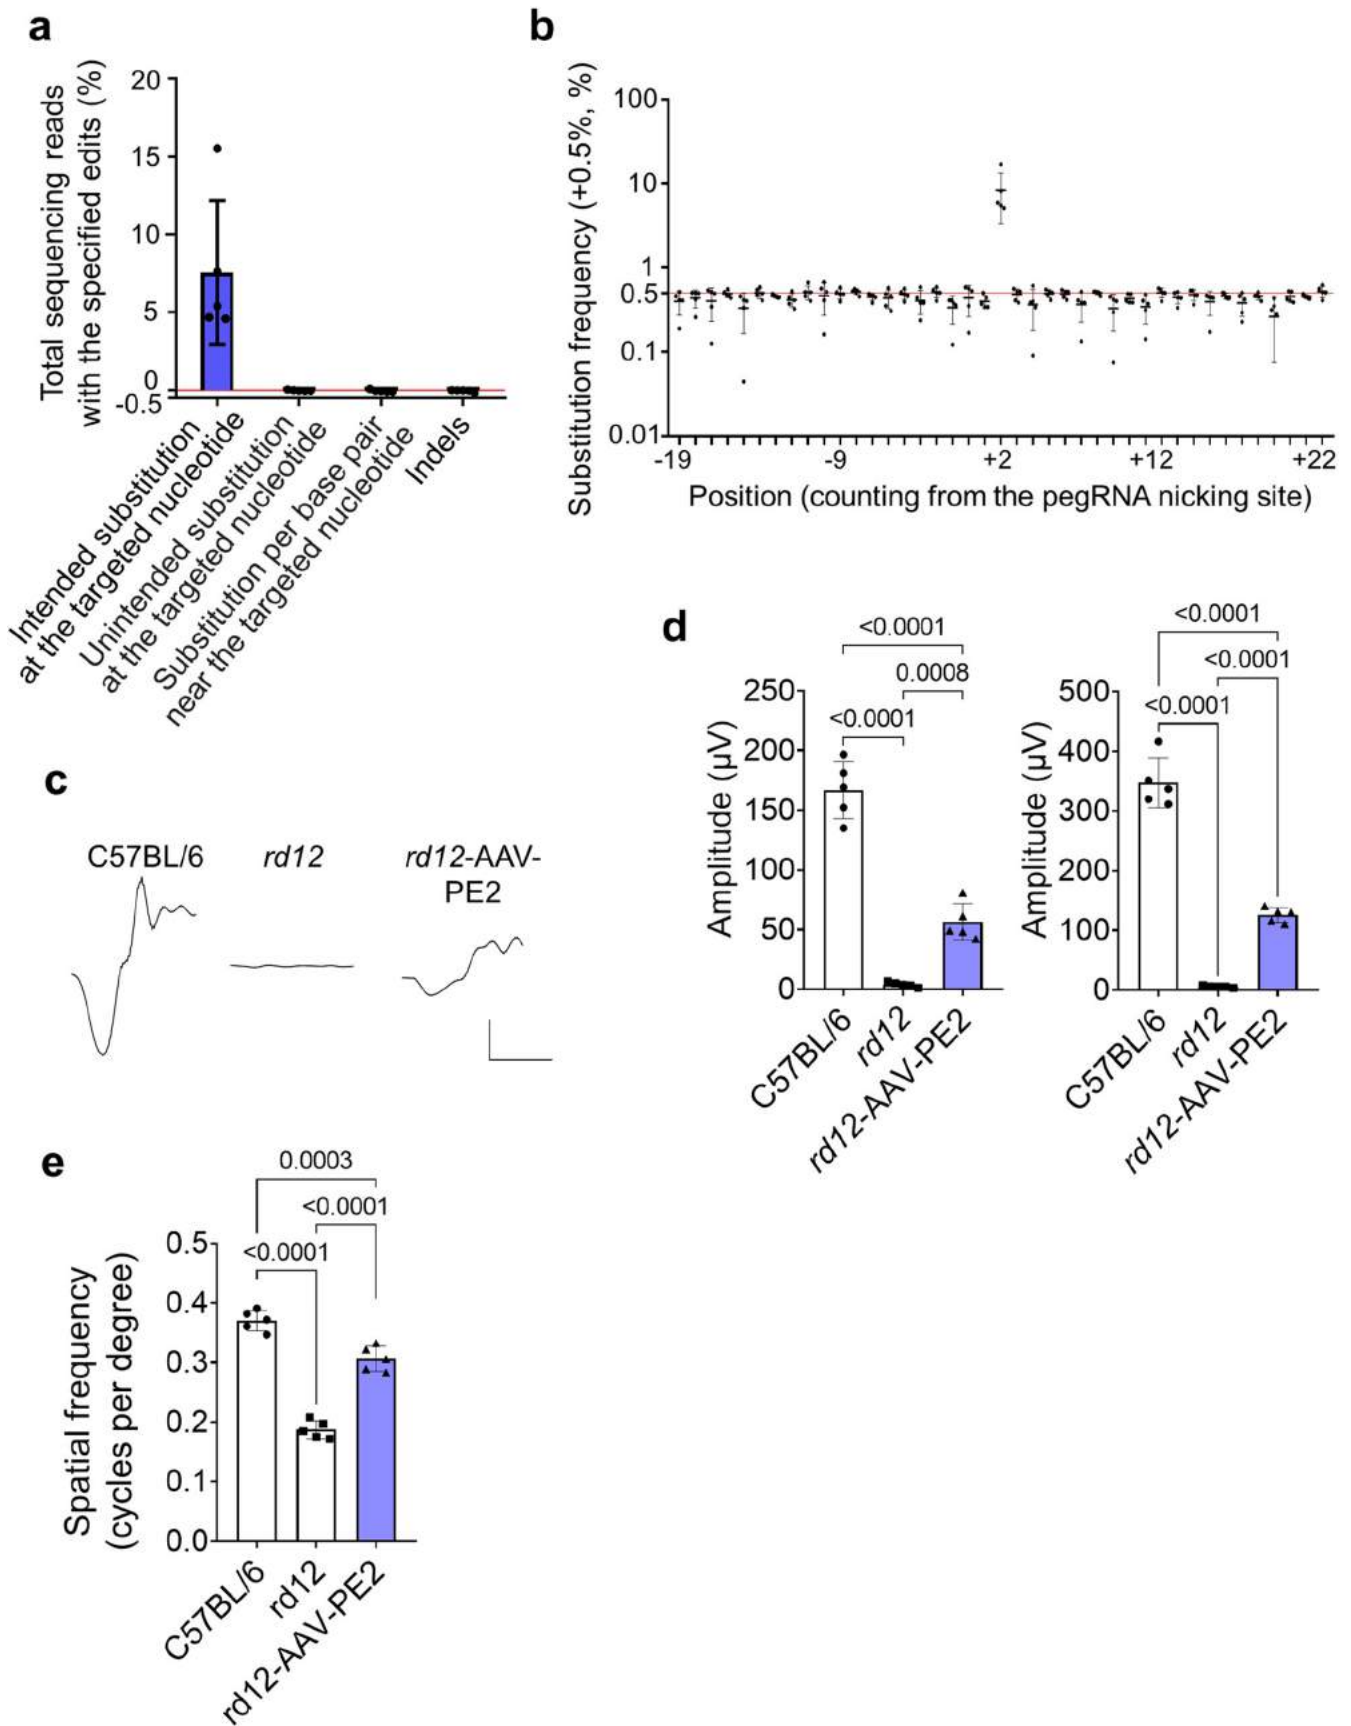 a
Total sequencing reads
with the specified edits (%)
20
15
10
5
0
-0.5
Intended substitution
at the targeted nucleotide
Unintended substitution
at the targeted nucleotide
Substitution per base pair
near the targeted nucleotide
Indels
b
Substitution frequency (+0.5%, %)
100
10
1
0.5
0.1
0.01
-19
-9
+2
+12
+22
Position (counting from the pegRNA nicking site)
c
C57BL/6
rd12
rd12-AAV-
PE2
d
Amplitude (µV)
250
200
150
100
50
0
<0.0001
0.0008
<0.0001
C57BL/6
rd12
rd12-AAV-PE2
Amplitude (µV)
500
400
300
200
100
0
<0.0001
<0.0001
<0.0001
C57BL/6
rd12
rd12-AAV-PE2
e
Spatial frequency
(cycles per degree)
0.5
0.4
0.3
0.2
0.1
0.0
0.0003
<0.0001
<0.0001
C57BL/6
rd12
rd12-AAV-PE2